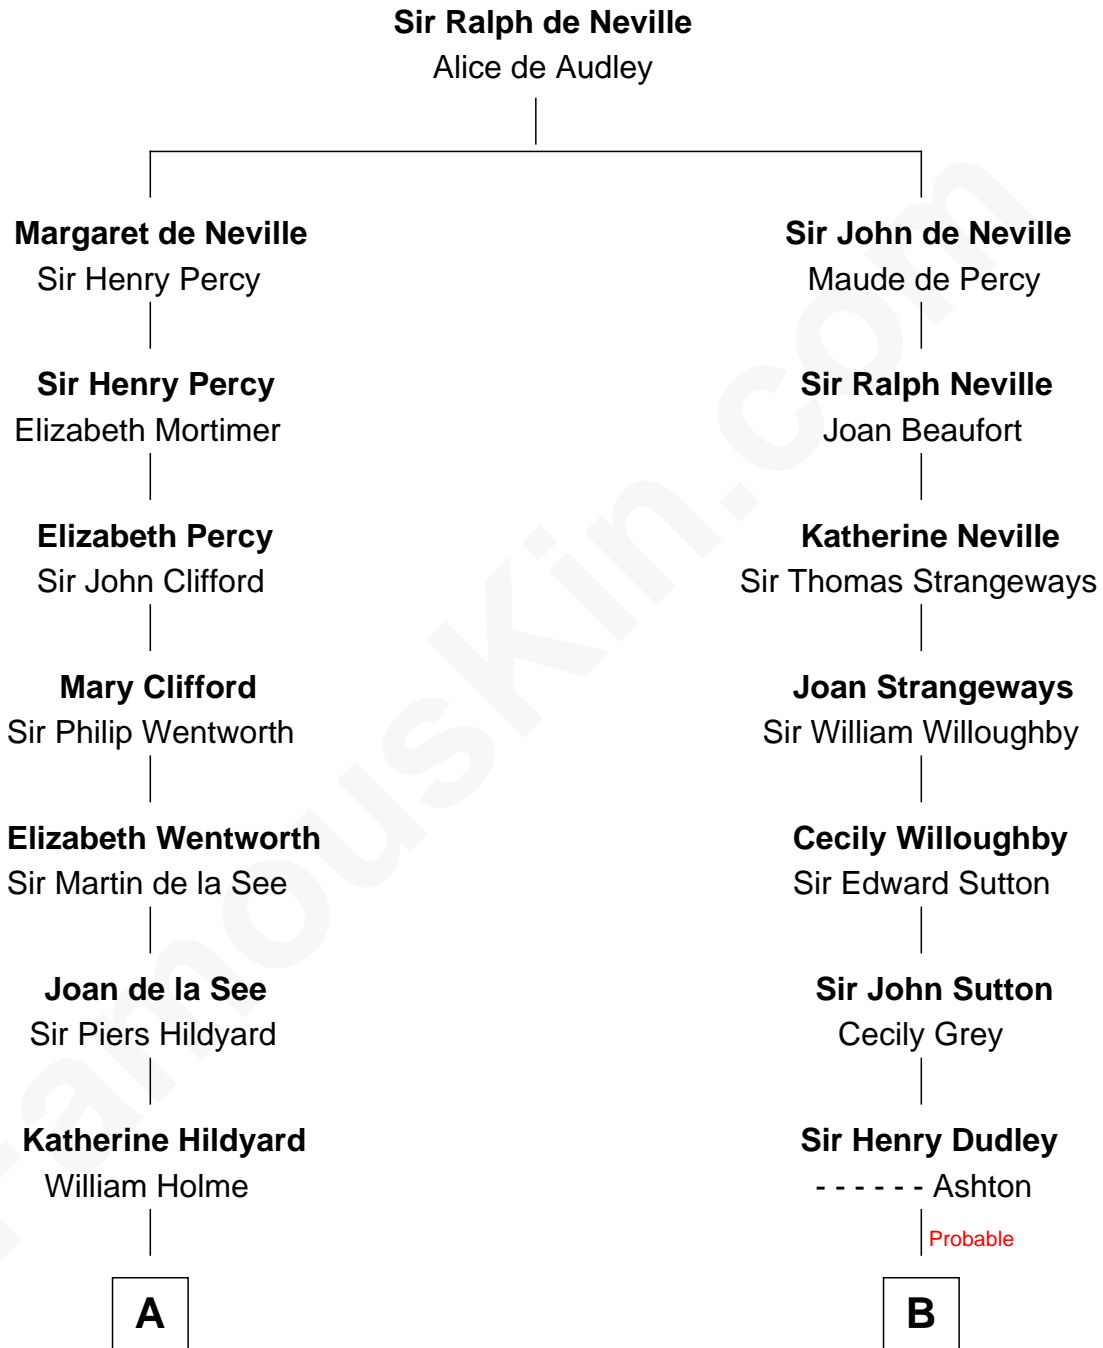 Sir Ralph de Neville
Alice de Audley
Margaret de Neville
Sir Henry Percy
Sir John de Neville
Maude de Percy
Sir Henry Percy
Elizabeth Mortimer
Sir Ralph Neville
Joan Beaufort
Elizabeth Percy
Sir John Clifford
Katherine Neville
Sir Thomas Strangeways
Mary Clifford
Sir Philip Wentworth
Joan Strangeways
Sir William Willoughby
Elizabeth Wentworth
Sir Martin de la See
Cecily Willoughby
Sir Edward Sutton
Joan de la See
Sir Piers Hildyard
Sir John Sutton
Cecily Grey
Katherine Hildyard
William Holme
Sir Henry Dudley
- - - - - - Ashton
Probable
A
B
FamousKin.com